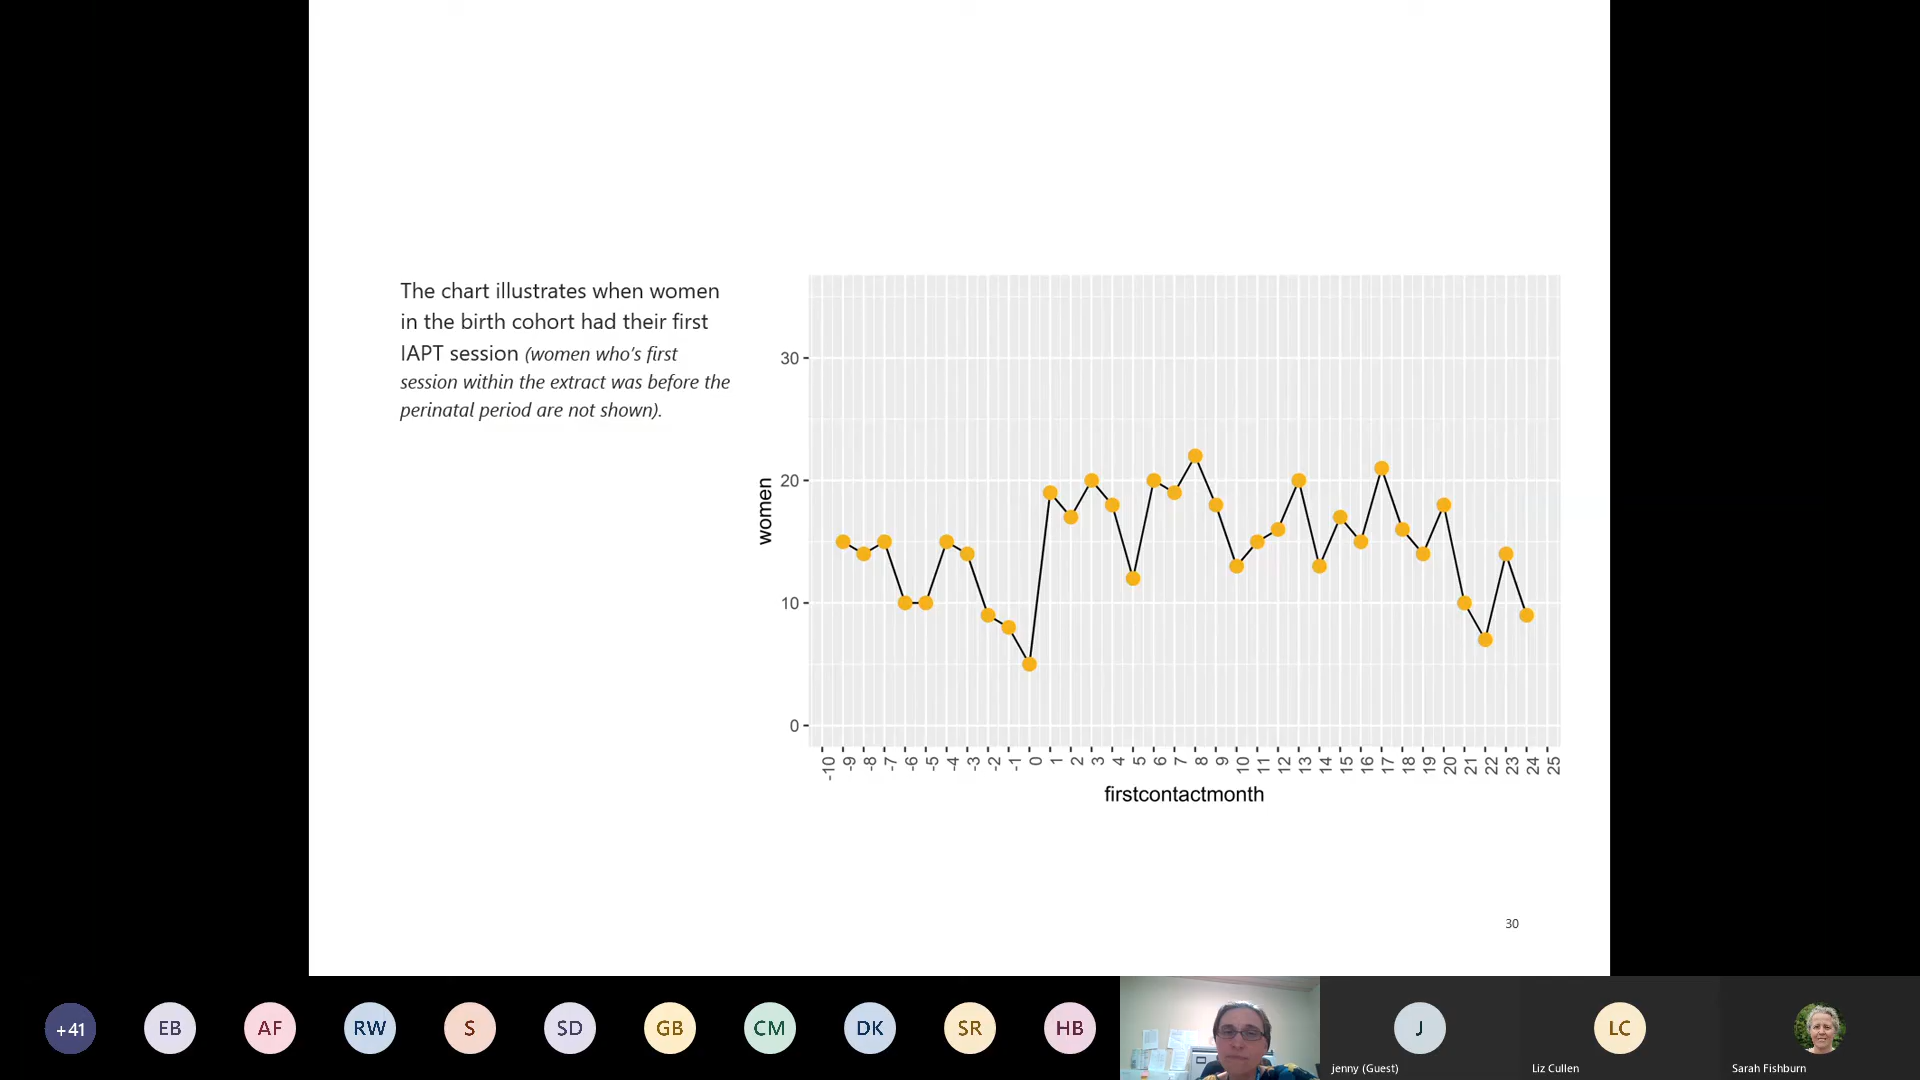 The chart illustrates when women
in the birth cohort had their first
IAPT session (women who's first
session within the extract was before the
perinatal period are not shown).
30
20
women
10
0
-10 -9 -8 -7 -6 -5 -4 -3 -2 -1 0 1 2 3 4 5 6 7 8 9 10 11 12 13 14 15 16 17 18 19 20 21 22 23 24 25
firstcontactmonth
30
+41 EB AF RW S SD GB CM DK SR HB J LC
jenny (Guest) Liz Cullen Sarah Fishburn